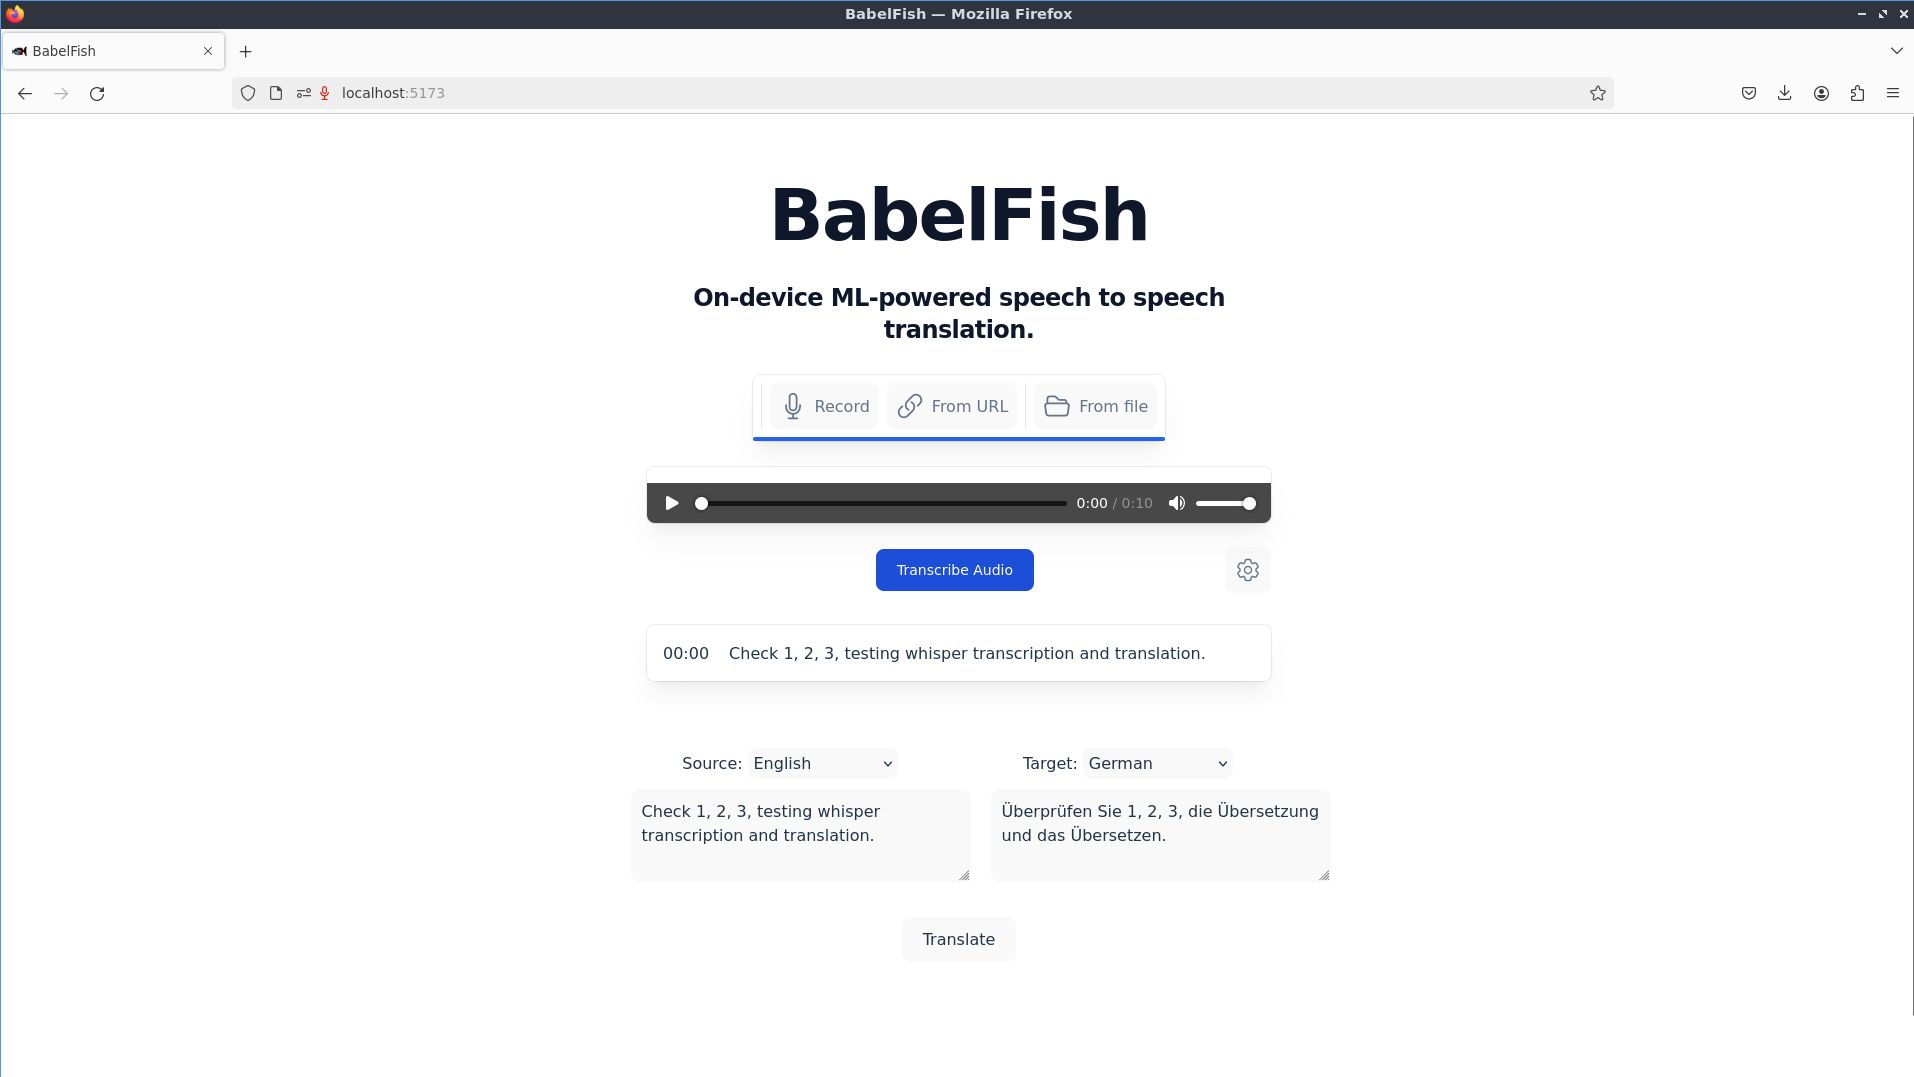 BabelFish — Mozilla Firefox
BabelFish
localhost:5173
BabelFish
On-device ML-powered speech to speech
translation.
Record
From URL
From file
0:00 / 0:10
Transcribe Audio
00:00 Check 1, 2, 3, testing whisper transcription and translation.
Source: English
Target: German
Check 1, 2, 3, testing whisper
transcription and translation.
Überprüfen Sie 1, 2, 3, die Übersetzung
und das Übersetzen.
Translate